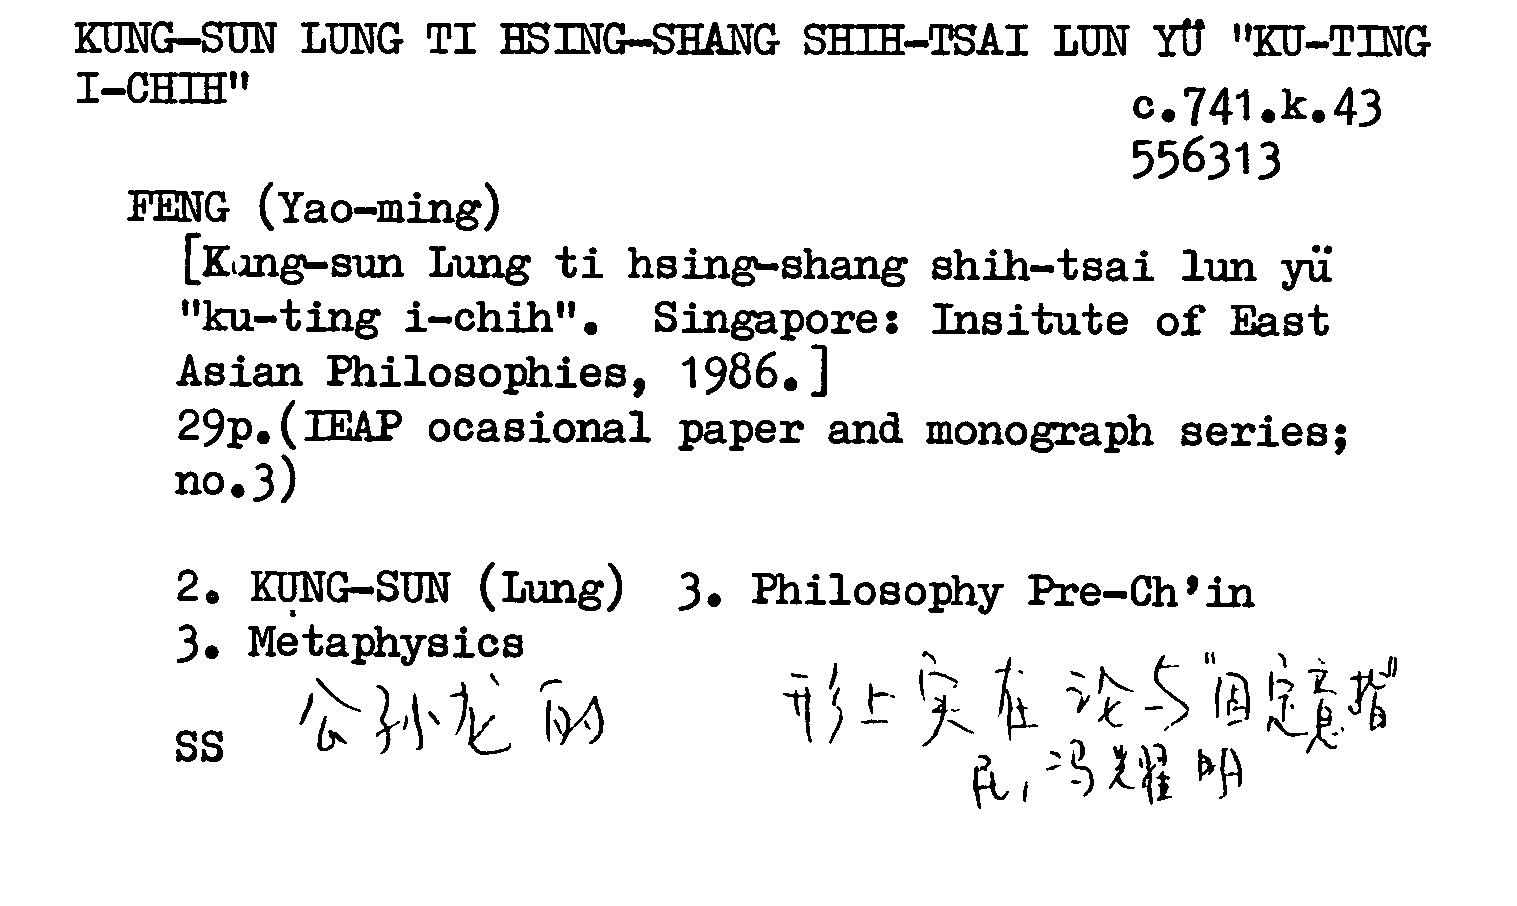 KUNG-SUN LUNG TI HSING-SHANG SHIH-TSAI LUN YÜ "KU-TING
I-CHIH"
c.741.k.43
556313
FENG (Yao-ming)
[Kung-sun Lung ti hsing-shang shih-tsai lun yü
"ku-ting i-chih". Singapore: Insitute of East
Asian Philosophies, 1986.]
29p.(IEAP ocasional paper and monograph series;
no.3)
2. KUNG-SUN (Lung) 3. Philosophy Pre-Ch'in
3. Metaphysics
公孙龙的 形上实在论与"固定意指"
SS
冯耀明